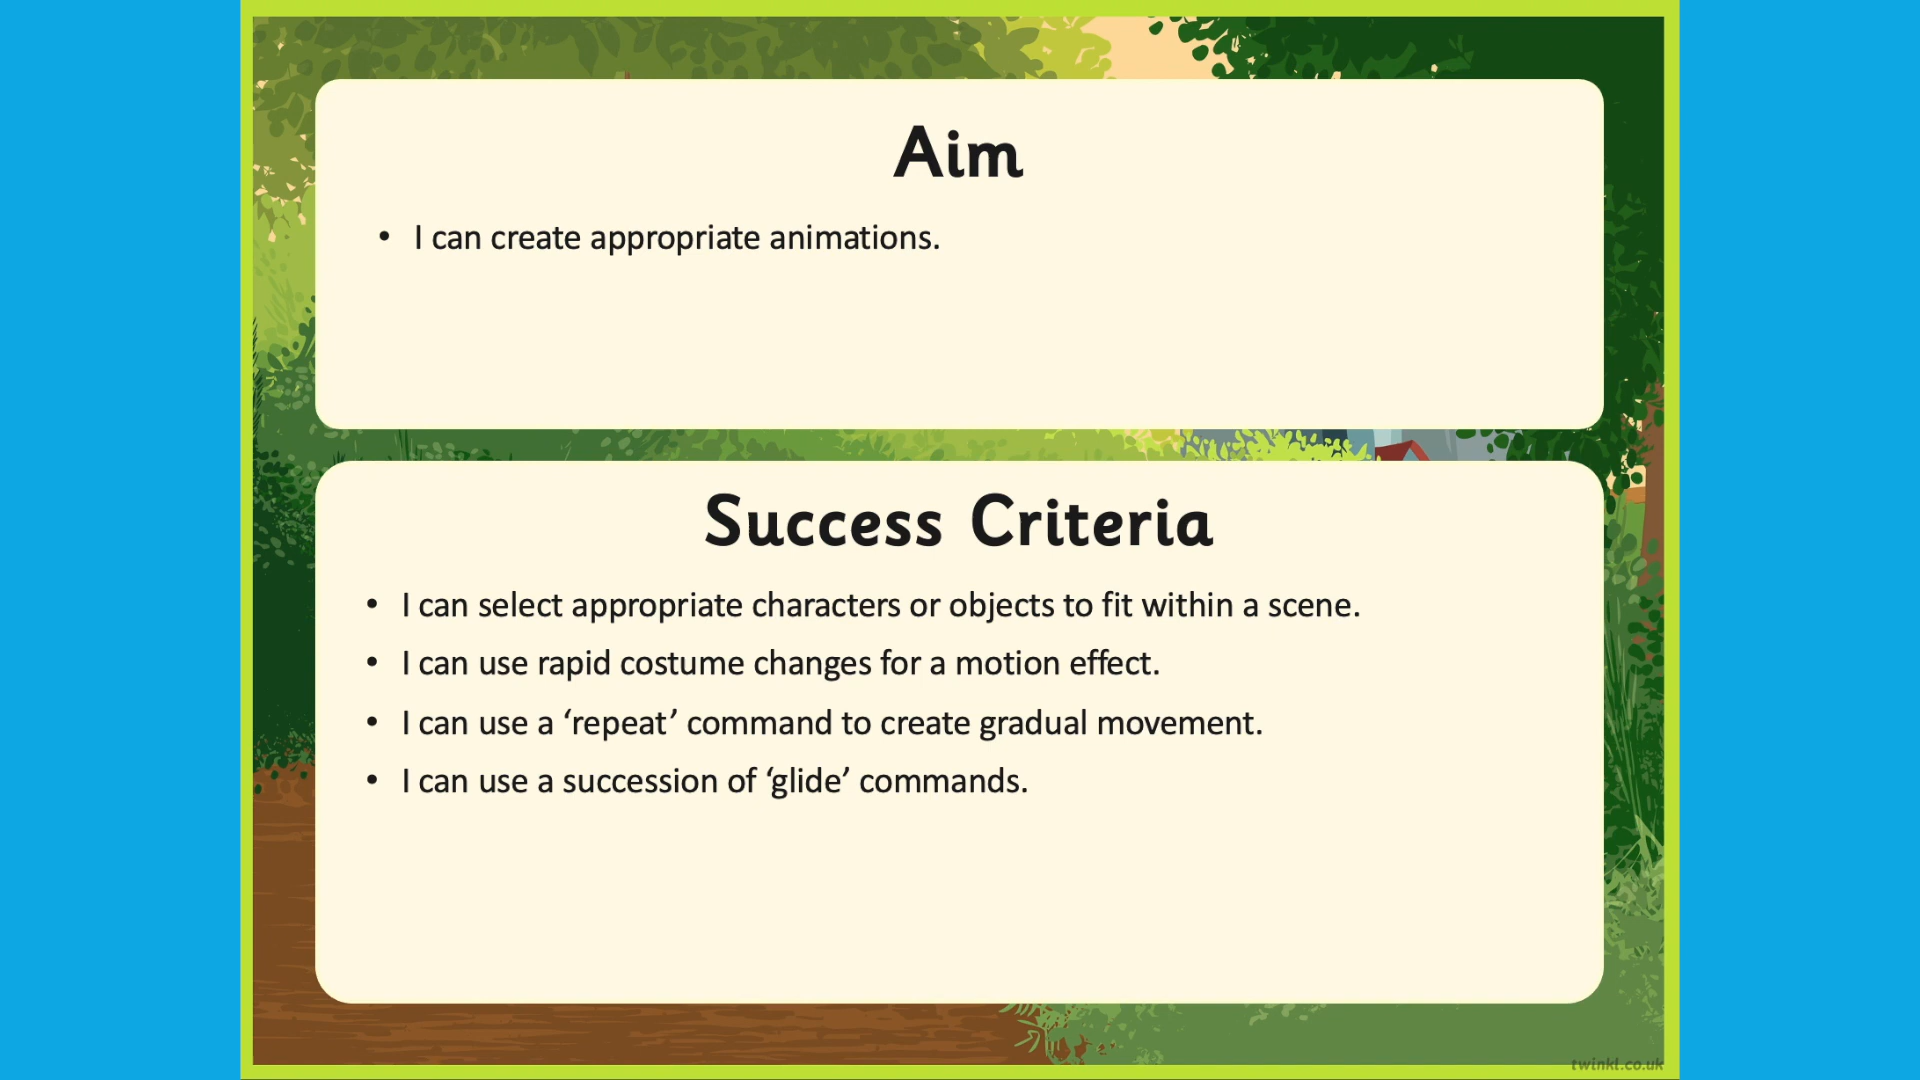 Aim
• I can create appropriate animations.
Success Criteria
• I can select appropriate characters or objects to fit within a scene.
• I can use rapid costume changes for a motion effect.
• I can use a ‘repeat’ command to create gradual movement.
• I can use a succession of ‘glide’ commands.
twinkl.co.uk